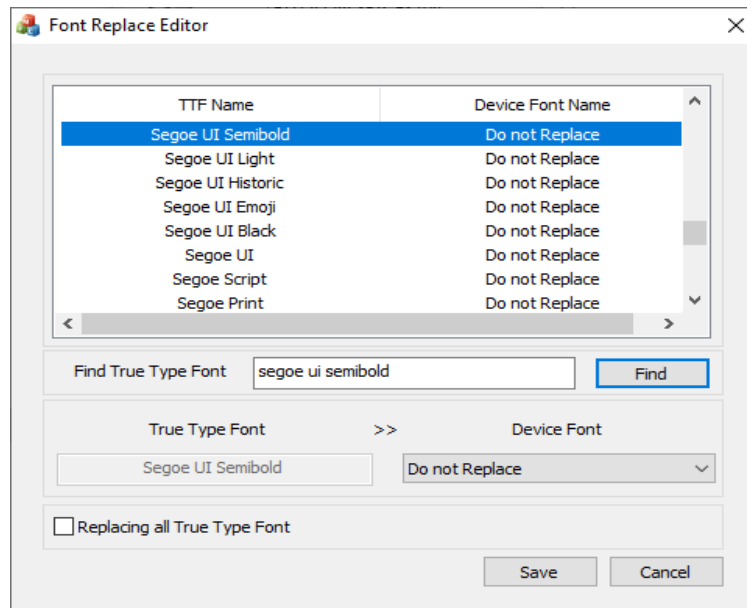 Font Replace Editor
TTF Name Device Font Name
Segoe UI Semibold Do not Replace
Segoe UI Light Do not Replace
Segoe UI Historic Do not Replace
Segoe UI Emoji Do not Replace
Segoe UI Black Do not Replace
Segoe UI Do not Replace
Segoe Script Do not Replace
Segoe Print Do not Replace
Find True Type Font segoe ui semibold Find
True Type Font >> Device Font
Segoe UI Semibold Do not Replace
Replacing all True Type Font
Save Cancel